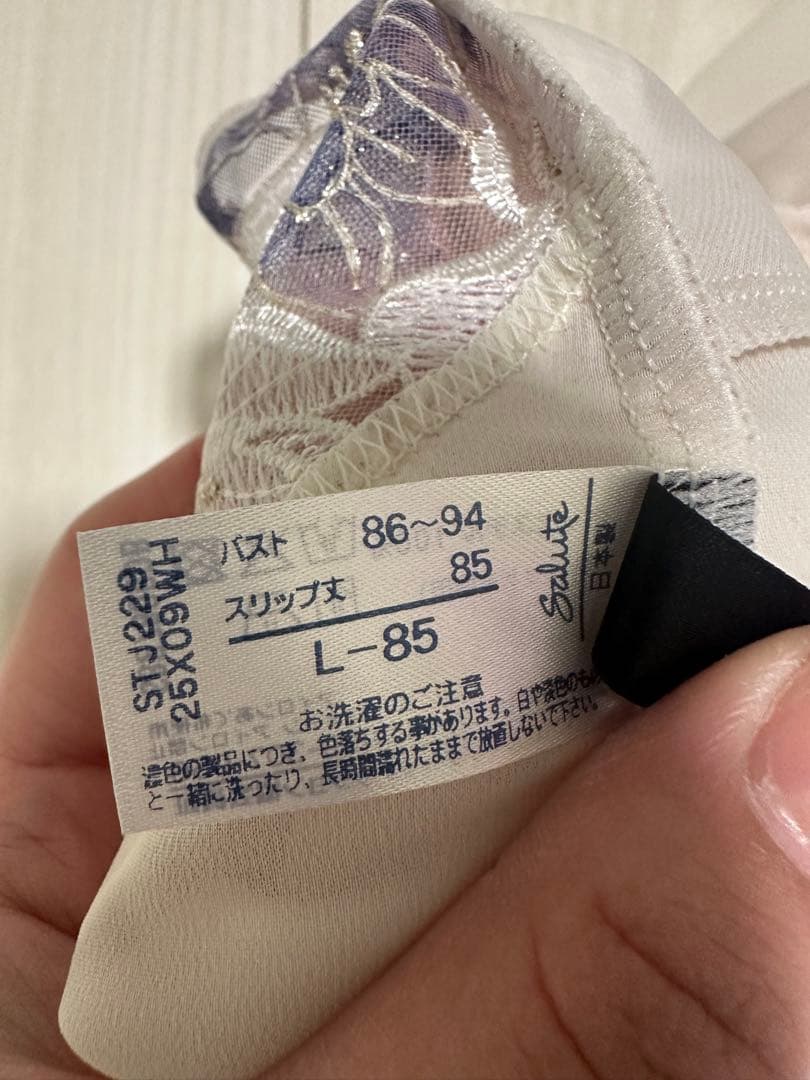 STJ229
25X09WH
バスト 86～94
スリップ丈 85
L-85
Salute
日本製
お洗濯のご注意
濃色の製品につき、色落ちする事があります。白や淡色のもの
と一緒に洗ったり、長時間濡れたままで放置しないで下さい。